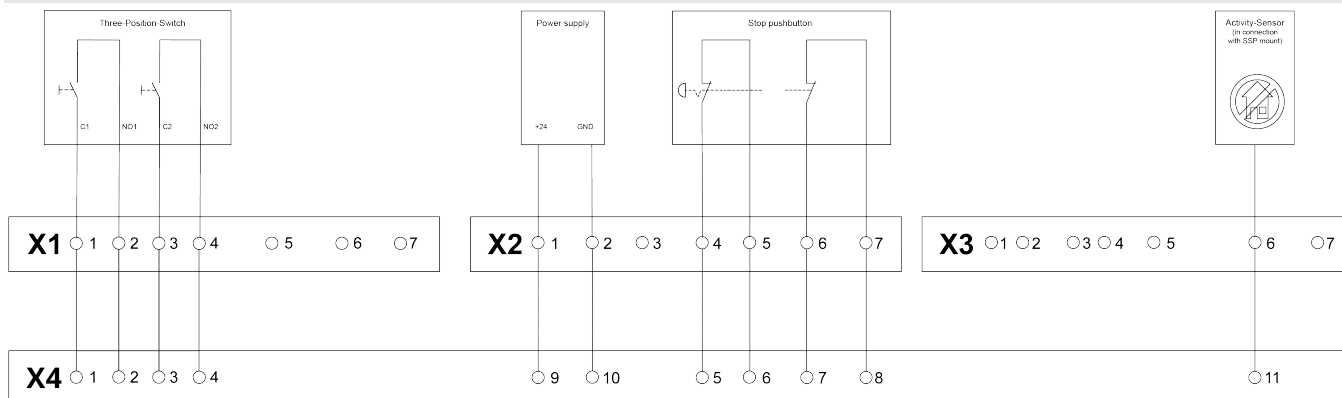 Three-Position-Switch
C1 NO1 C2 NO2
Power supply
+24 GND
Stop pushbutton
Activity-Sensor
(in connection
with SSP mount)
X1 1 2 3 4 5 6 7
X2 1 2 3 4 5 6 7
X3 1 2 3 4 5 6 7
X4 1 2 3 4 9 10 5 6 7 8 11